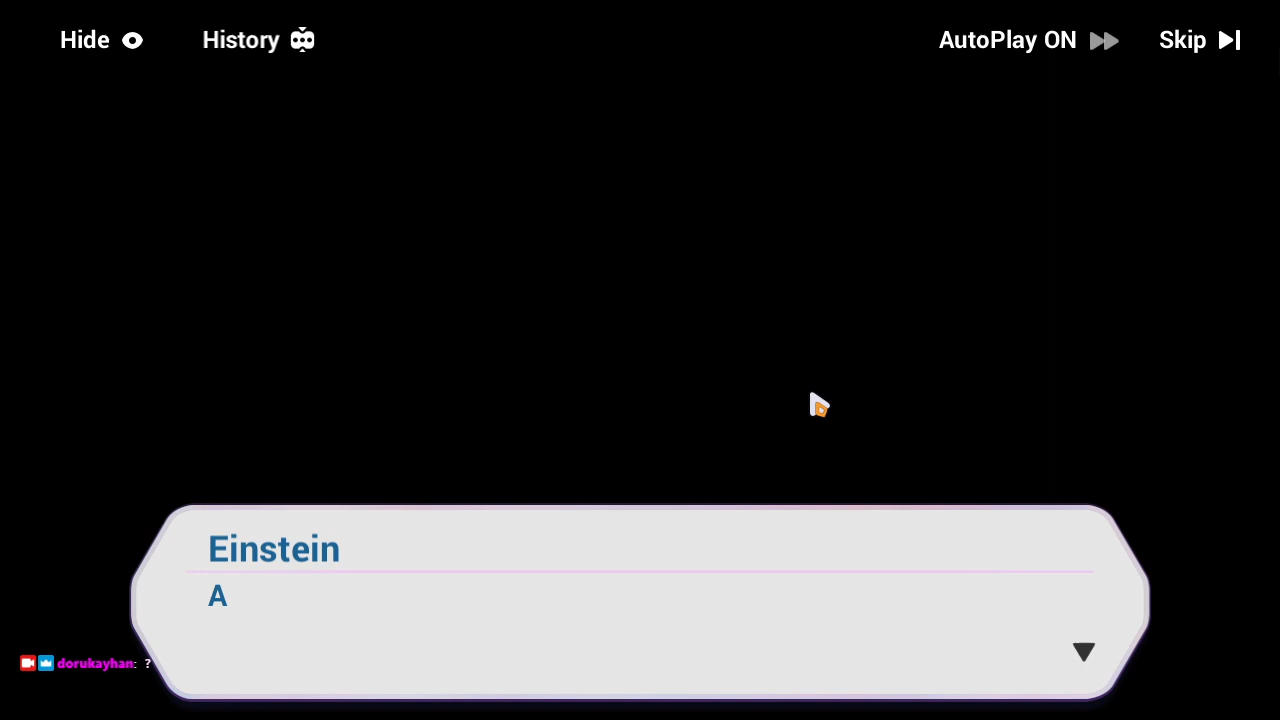 Hide
History
AutoPlay ON
Skip
Einstein
A
dorukayhan: ?